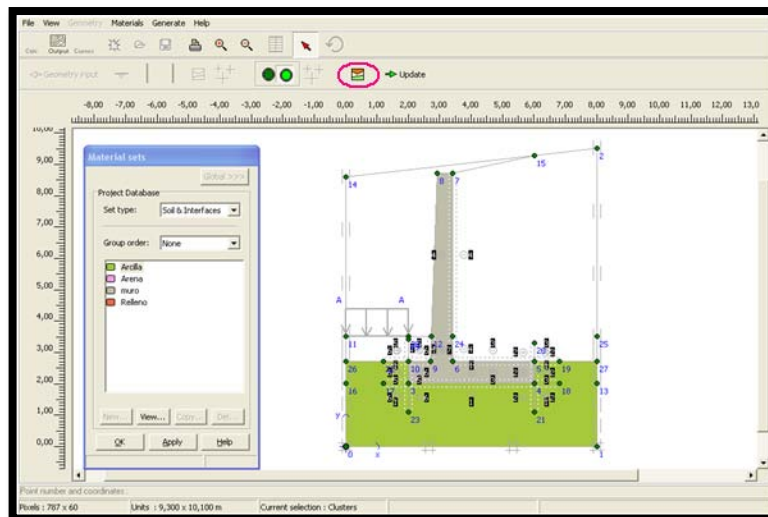 File View Geometry Materials Generate Help
Calc Output Curves
Geometry input Update
-8,00 -7,00 -6,00 -5,00 -4,00 -3,00 -2,00 -1,00 0,00 1,00 2,00 3,00 4,00 5,00 6,00 7,00 8,00 9,00 10,00 11,00 12,00 13,0
10,00
9,00
8,00
7,00
6,00
5,00
4,00
3,00
2,00
1,00
0,00
Material sets
Global >>>
Project Database
Set type: Soil & Interfaces
Group order: None
Arcilla
Arena
muro
Relleno
New... View... Copy... Del...
OK Apply Help
2
15
14
8 7
A A
11 12 24 25
26 9 6 5 19 27
16 3 4 18 13
23 21
y
0 x 1
Point number and coordinates :
Pixels : 787 x 60 Units : 9,300 x 10,100 m Current selection : Clusters